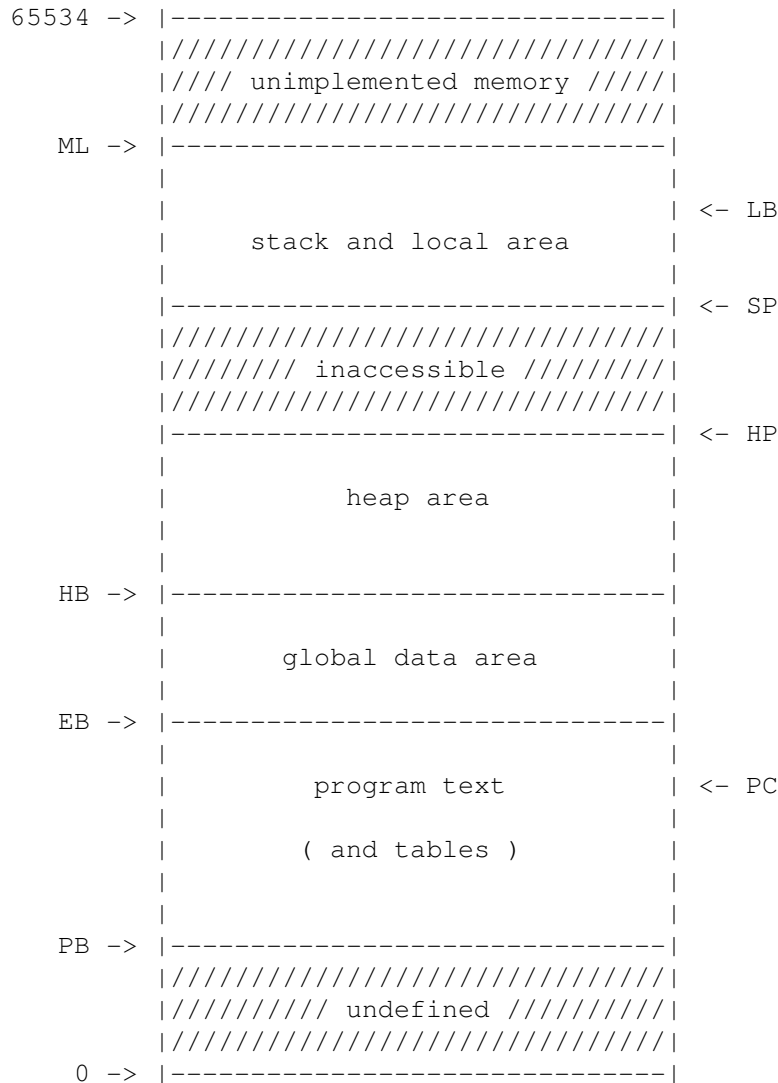 65534 -> |-------------------------------|
|///////////////////////////////|
|//// unimplemented memory /////|
|///////////////////////////////|
ML -> |-------------------------------|
| |
| | <- LB
| stack and local area |
| |
|-------------------------------| <- SP
|///////////////////////////////|
|//////// inaccessible /////////|
|///////////////////////////////|
|-------------------------------| <- HP
| |
| heap area |
| |
| |
HB -> |-------------------------------|
| |
| global data area |
| |
EB -> |-------------------------------|
| |
| program text | <- PC
| |
| ( and tables ) |
| |
| |
PB -> |-------------------------------|
|///////////////////////////////|
|////////// undefined //////////|
|///////////////////////////////|
0 -> |-------------------------------|